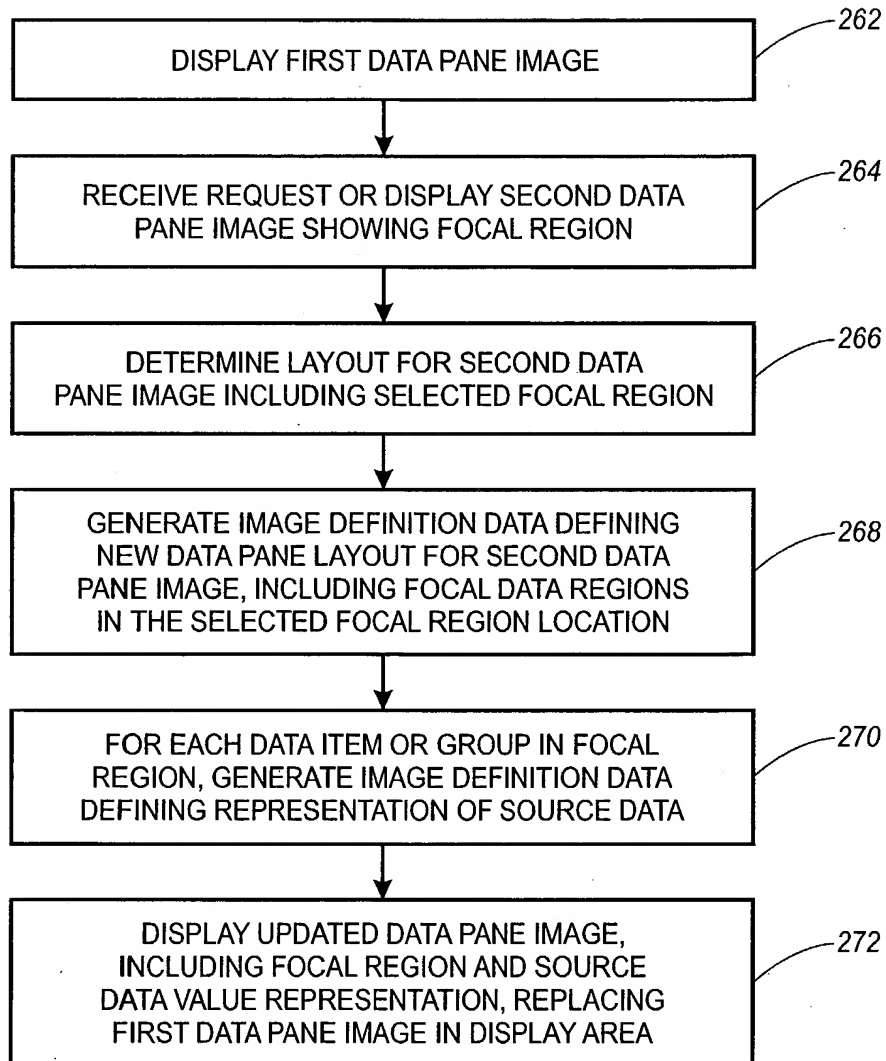 262
DISPLAY FIRST DATA PANE IMAGE
264
RECEIVE REQUEST OR DISPLAY SECOND DATA
PANE IMAGE SHOWING FOCAL REGION
266
DETERMINE LAYOUT FOR SECOND DATA
PANE IMAGE INCLUDING SELECTED FOCAL REGION
268
GENERATE IMAGE DEFINITION DATA DEFINING
NEW DATA PANE LAYOUT FOR SECOND DATA
PANE IMAGE, INCLUDING FOCAL DATA REGIONS
IN THE SELECTED FOCAL REGION LOCATION
270
FOR EACH DATA ITEM OR GROUP IN FOCAL
REGION, GENERATE IMAGE DEFINITION DATA
DEFINING REPRESENTATION OF SOURCE DATA
272
DISPLAY UPDATED DATA PANE IMAGE,
INCLUDING FOCAL REGION AND SOURCE
DATA VALUE REPRESENTATION, REPLACING
FIRST DATA PANE IMAGE IN DISPLAY AREA